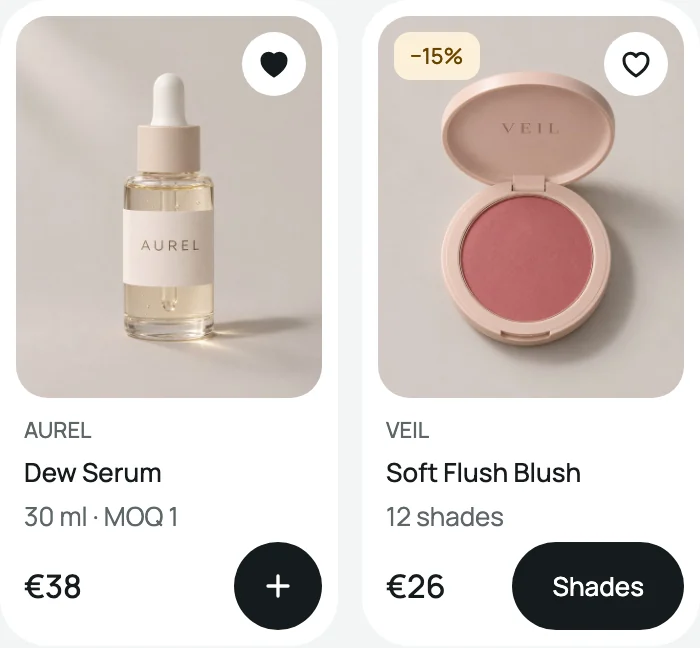 AUREL
AUREL
Dew Serum
30 ml · MOQ 1
€38
−15%
VEIL
VEIL
Soft Flush Blush
12 shades
€26
Shades